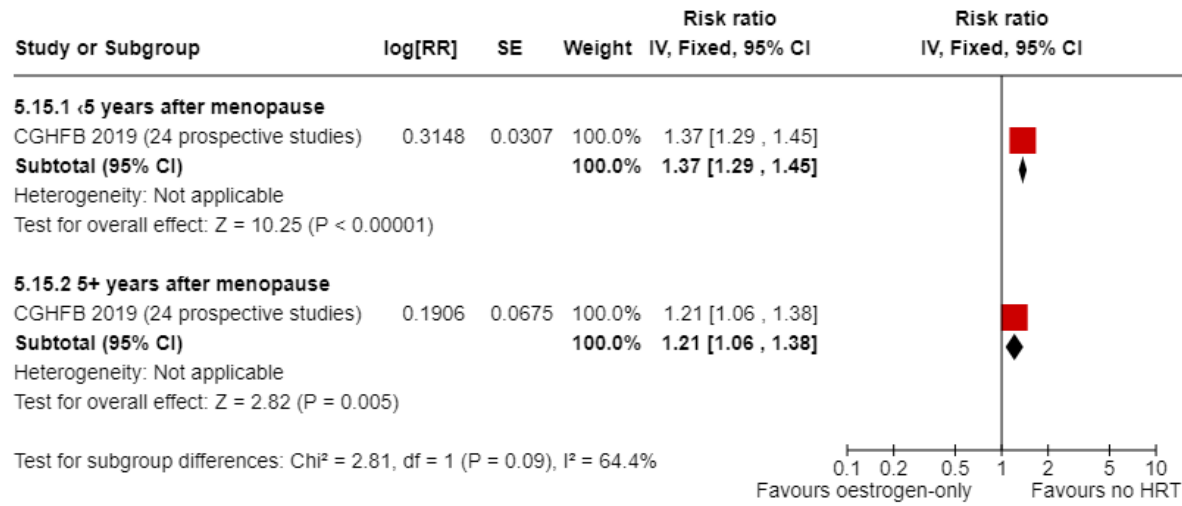 Risk ratio Risk ratio
Study or Subgroup log[RR] SE Weight IV, Fixed, 95% CI IV, Fixed, 95% CI
5.15.1 ‹5 years after menopause
CGHFB 2019 (24 prospective studies) 0.3148 0.0307 100.0% 1.37 [1.29 , 1.45]
Subtotal (95% CI) 100.0% 1.37 [1.29 , 1.45]
Heterogeneity: Not applicable
Test for overall effect: Z = 10.25 (P < 0.00001)
5.15.2 5+ years after menopause
CGHFB 2019 (24 prospective studies) 0.1906 0.0675 100.0% 1.21 [1.06 , 1.38]
Subtotal (95% CI) 100.0% 1.21 [1.06 , 1.38]
Heterogeneity: Not applicable
Test for overall effect: Z = 2.82 (P = 0.005)
Test for subgroup differences: Chi² = 2.81, df = 1 (P = 0.09), I² = 64.4%
0.1 0.2 0.5 1 2 5 10
Favours oestrogen-only Favours no HRT